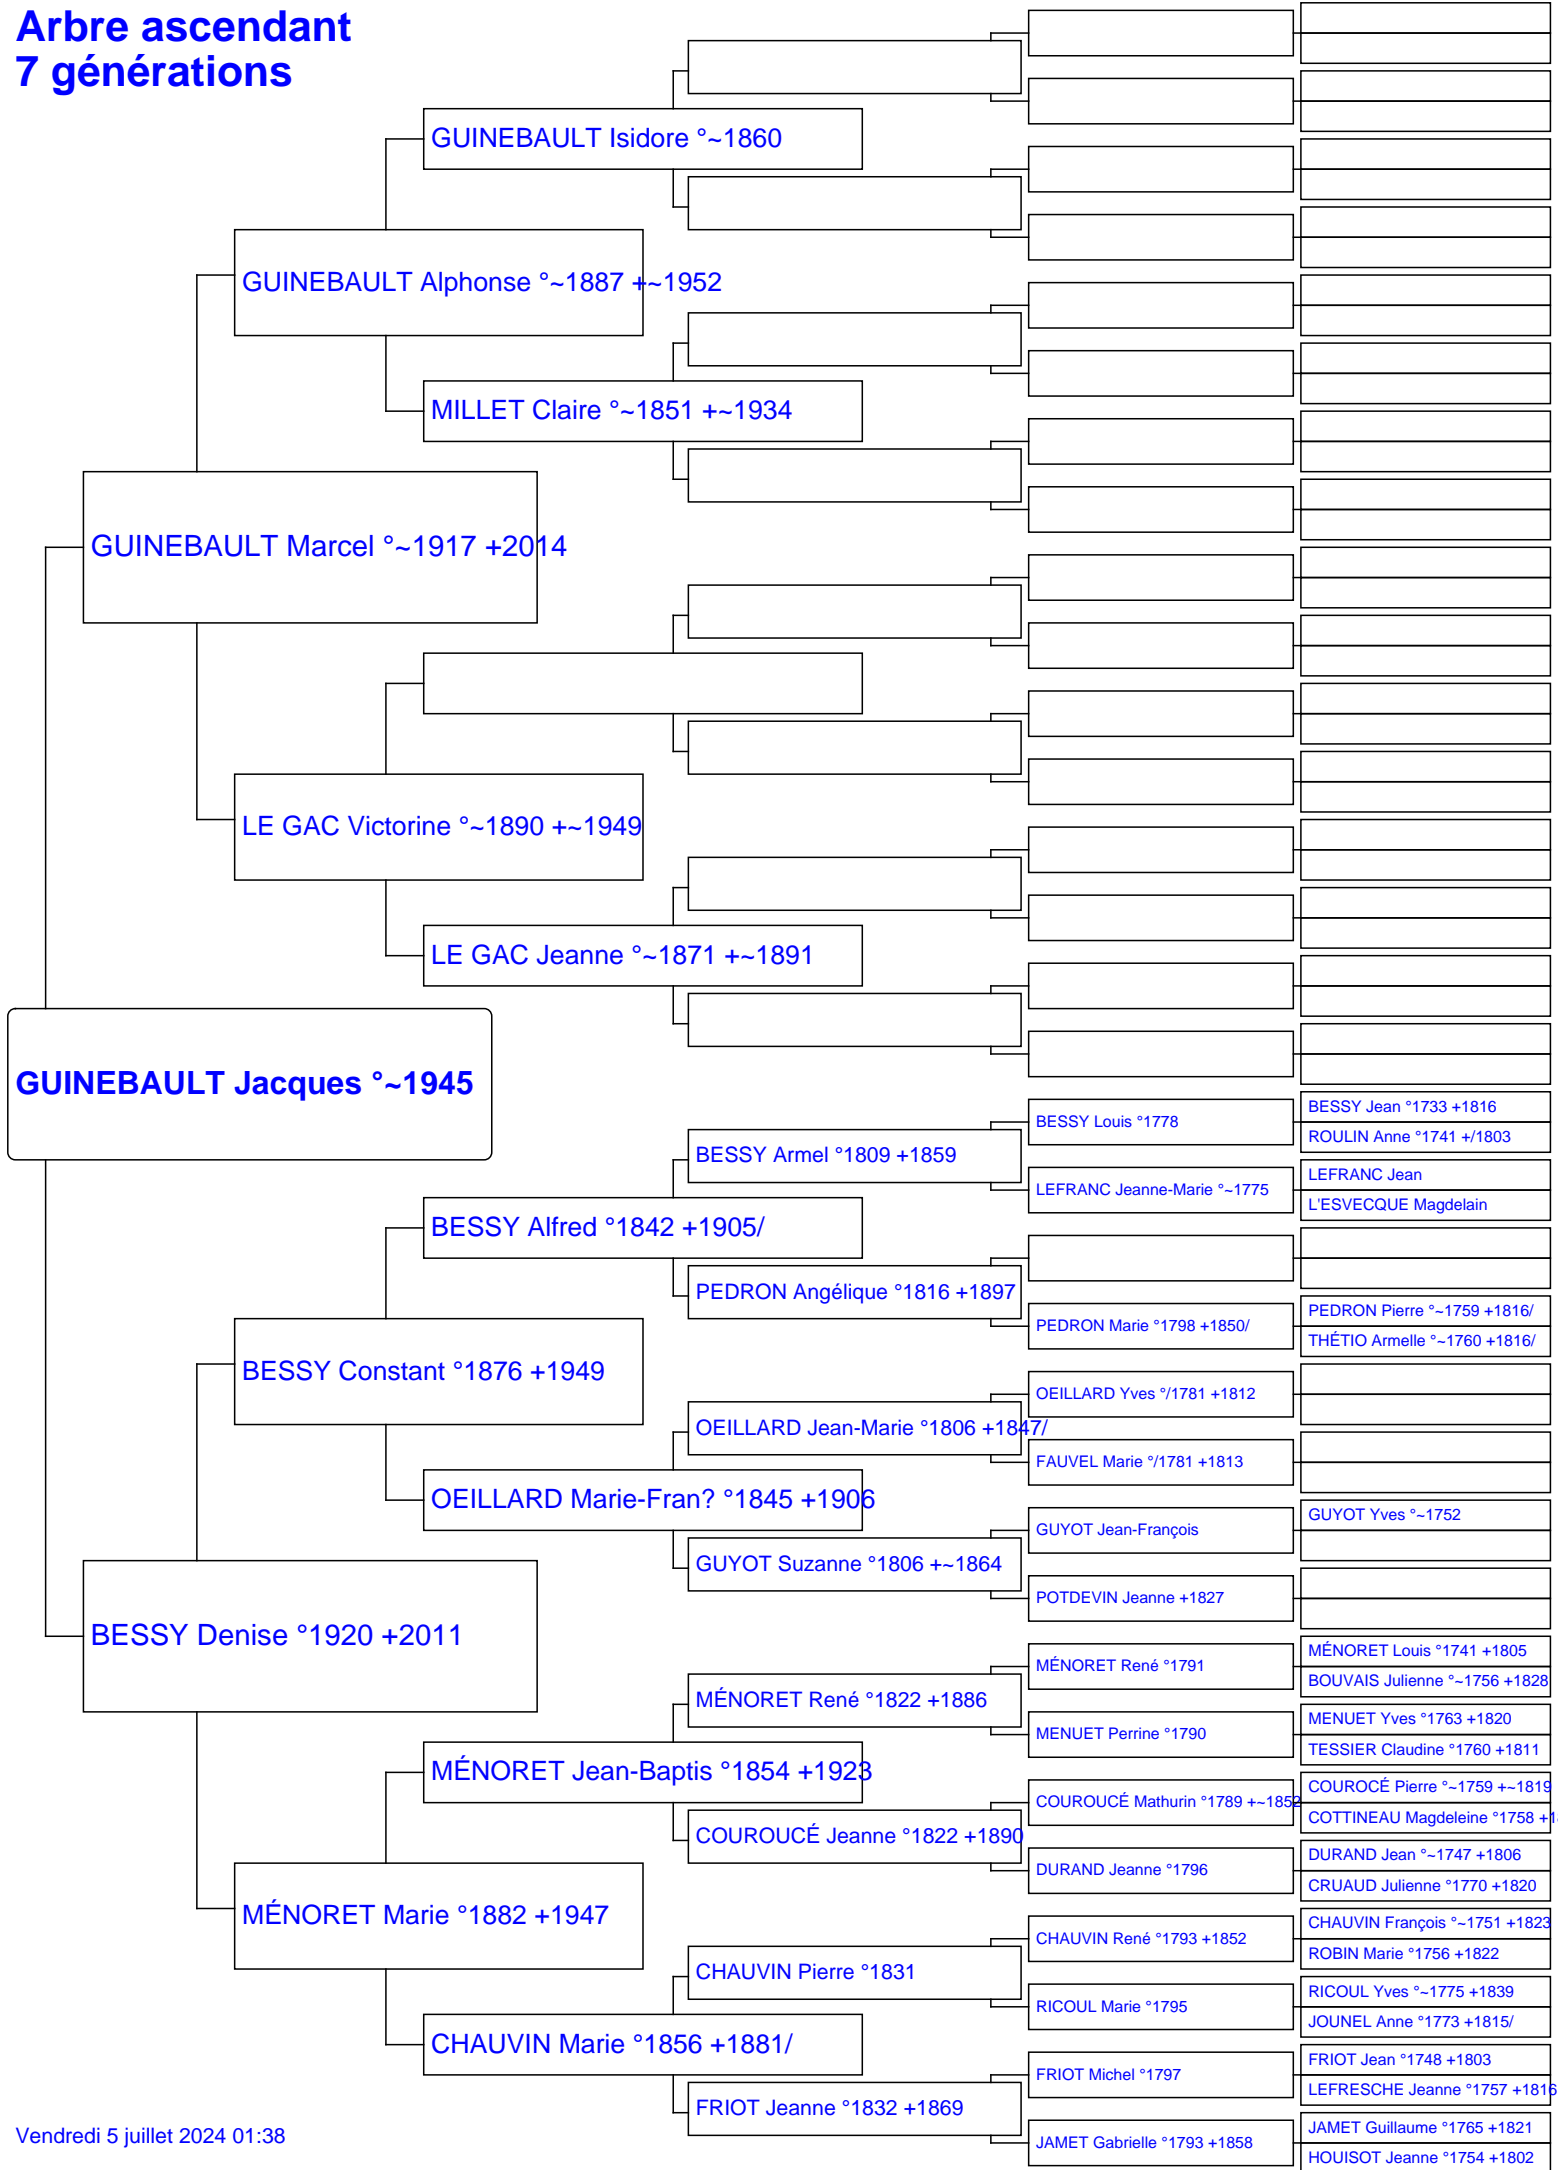 Arbre ascendant
7 générations
GUINEBAULT Isidore °~1860
GUINEBAULT Alphonse °~1887 +~1952
MILLET Claire °~1851 +~1934
GUINEBAULT Marcel °~1917 +2014
LE GAC Victorine °~1890 +~1949
LE GAC Jeanne °~1871 +~1891
GUINEBAULT Jacques °~1945
BESSY Jean °1733 +1816
BESSY Louis °1778
ROULIN Anne °1741 +/1803
BESSY Armel °1809 +1859
LEFRANC Jean
LEFRANC Jeanne-Marie °~1775
L'ESVECQUE Magdelain
BESSY Alfred °1842 +1905/
PEDRON Angélique °1816 +1897
PEDRON Pierre °~1759 +1816/
PEDRON Marie °1798 +1850/
THÉTIO Armelle °~1760 +1816/
BESSY Constant °1876 +1949
OEILLARD Yves °/1781 +1812
OEILLARD Jean-Marie °1806 +1847/
FAUVEL Marie °/1781 +1813
OEILLARD Marie-Fran? °1845 +1906
GUYOT Yves °~1752
GUYOT Jean-François
GUYOT Suzanne °1806 +~1864
POTDEVIN Jeanne +1827
BESSY Denise °1920 +2011
MÉNORET Louis °1741 +1805
MÉNORET René °1791
BOUVAIS Julienne °~1756 +1828
MÉNORET René °1822 +1886
MENUET Yves °1763 +1820
MENUET Perrine °1790
TESSIER Claudine °1760 +1811
MÉNORET Jean-Baptis °1854 +1923
COUROCÉ Pierre °~1759 +~1819
COUROUCÉ Mathurin °1789 +~1852
COTTINEAU Magdeleine °1758
COUROUCÉ Jeanne °1822 +1890
DURAND Jean °~1747 +1806
DURAND Jeanne °1796
CRUAUD Julienne °1770 +1820
MÉNORET Marie °1882 +1947
CHAUVIN François °~1751 +1823
CHAUVIN René °1793 +1852
ROBIN Marie °1756 +1822
CHAUVIN Pierre °1831
RICOUL Yves °~1775 +1839
RICOUL Marie °1795
JOUNEL Anne °1773 +1815/
CHAUVIN Marie °1856 +1881/
FRIOT Jean °1748 +1803
FRIOT Michel °1797
LEFRESCHE Jeanne °1757 +1816
FRIOT Jeanne °1832 +1869
JAMET Guillaume °1765 +1821
JAMET Gabrielle °1793 +1858
HOUISOT Jeanne °1754 +1802
Vendredi 5 juillet 2024 01:38